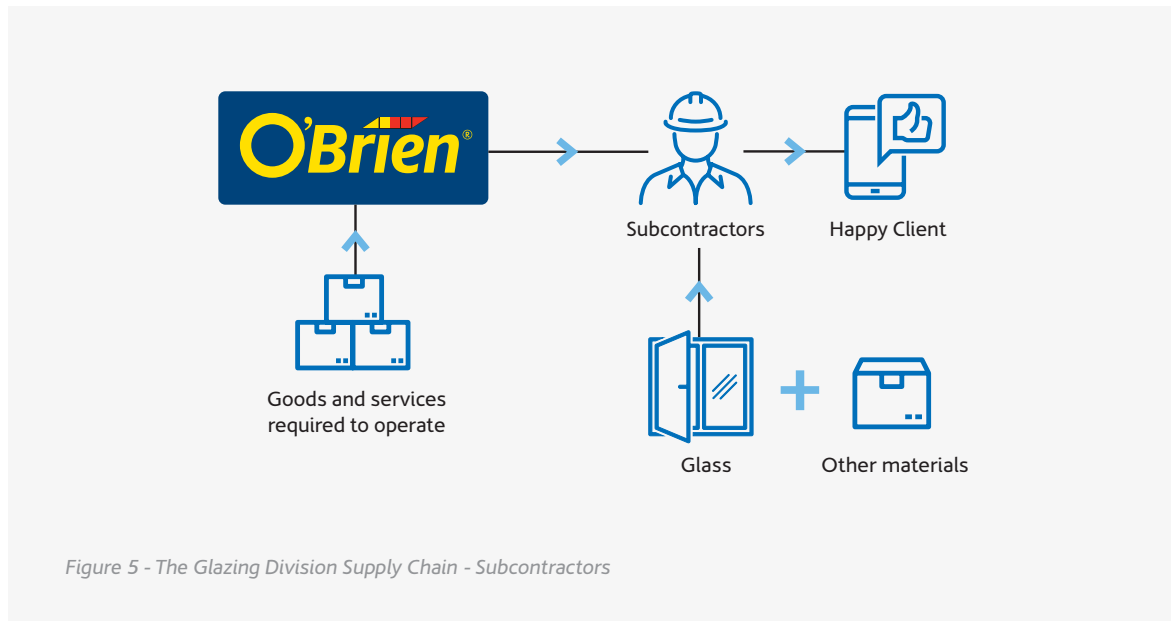 O'Brien®
Subcontractors
Happy Client
Goods and services
required to operate
Glass
Other materials
Figure 5 - The Glazing Division Supply Chain - Subcontractors